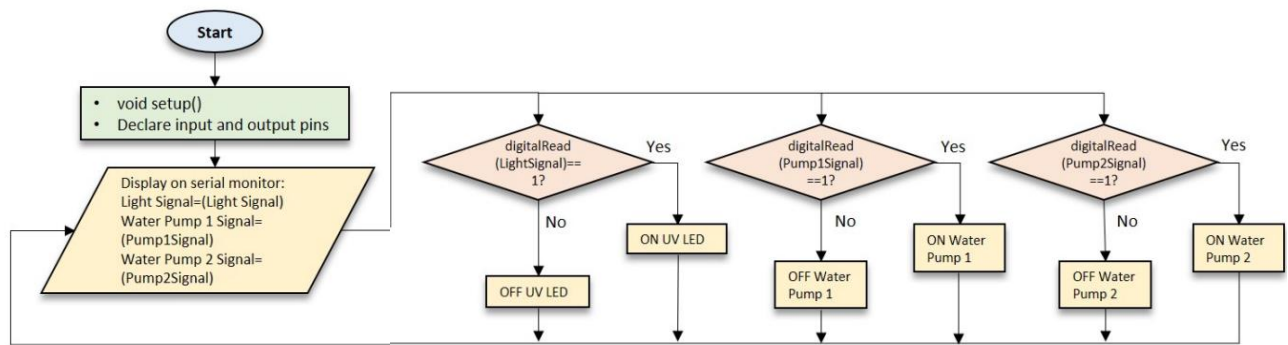 Start
• void setup()
• Declare input and output pins
Display on serial monitor:
Light Signal=(Light Signal)
Water Pump 1 Signal=
(Pump1Signal)
Water Pump 2 Signal=
(Pump2Signal)
digitalRead
(LightSignal)==
1?
Yes
No
ON UV LED
OFF UV LED
digitalRead
(Pump1Signal)
==1?
Yes
No
ON Water
Pump 1
OFF Water
Pump 1
digitalRead
(Pump2Signal)
==1?
Yes
No
ON Water
Pump 2
OFF Water
Pump 2